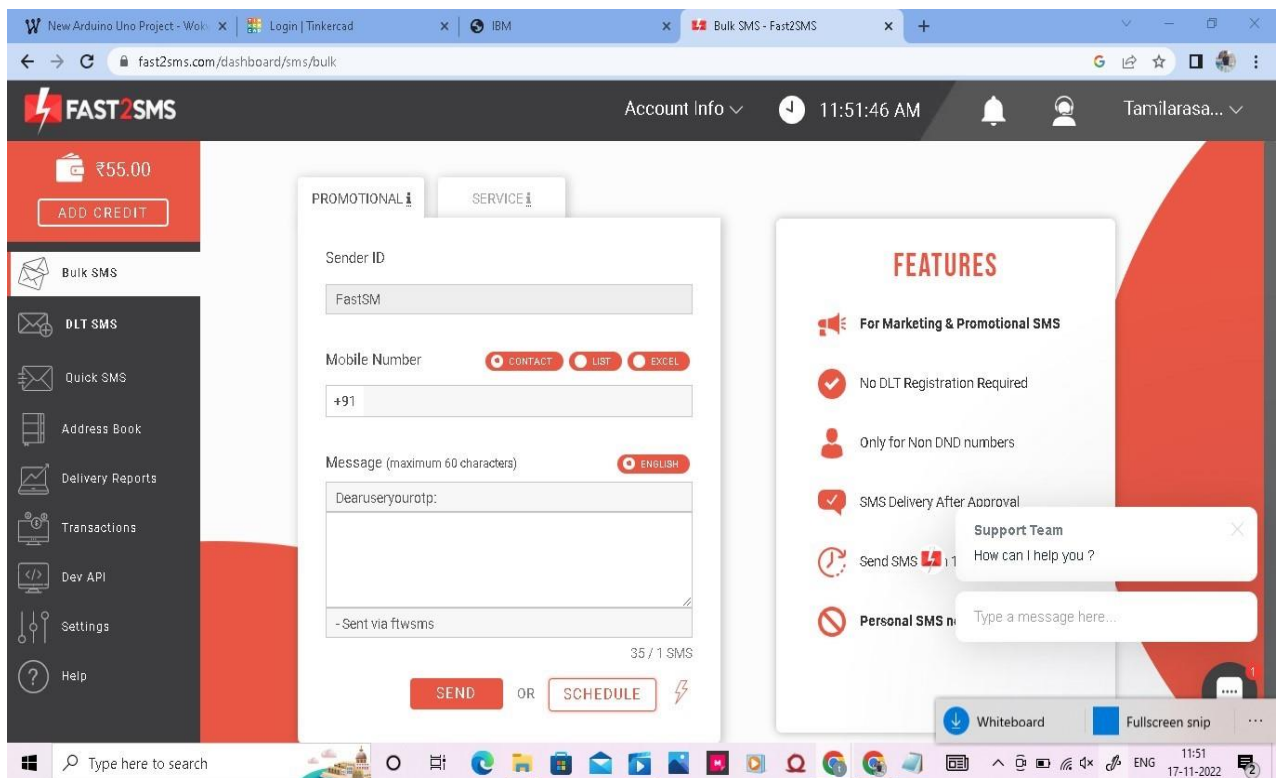 New Arduino Uno Project - Wok
Login | Tinkercad
IBM
Bulk SMS - Fast2SMS
fast2sms.com/dashboard/sms/bulk
FAST2SMS
Account Info
11:51:46 AM
Tamilarasa...
₹55.00
ADD CREDIT
Bulk SMS
DLT SMS
Quick SMS
Address Book
Delivery Reports
Transactions
Dev API
Settings
Help
PROMOTIONAL i
SERVICE i
Sender ID
FastSM
Mobile Number
CONTACT
LIST
EXCEL
+91
Message (maximum 60 characters)
ENGLISH
Dearuseryourotp:
- Sent via ftwsms
35 / 1 SMS
SEND
OR
SCHEDULE
FEATURES
For Marketing & Promotional SMS
No DLT Registration Required
Only for Non DND numbers
SMS Delivery After Approval
Send SMS
Personal SMS
Support Team
How can I help you ?
Type a message here...
1
Whiteboard
Fullscreen snip
Type here to search
ENG
11:51
17-11-2022
2